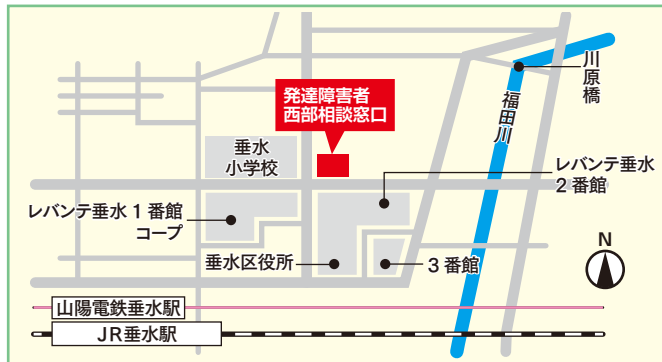 発達障害者
西部相談窓口
川原橋
福田川
垂水
小学校
レバンテ垂水
2番館
レバンテ垂水1番館
コープ
垂水区役所
3番館
N
山陽電鉄垂水駅
JR垂水駅